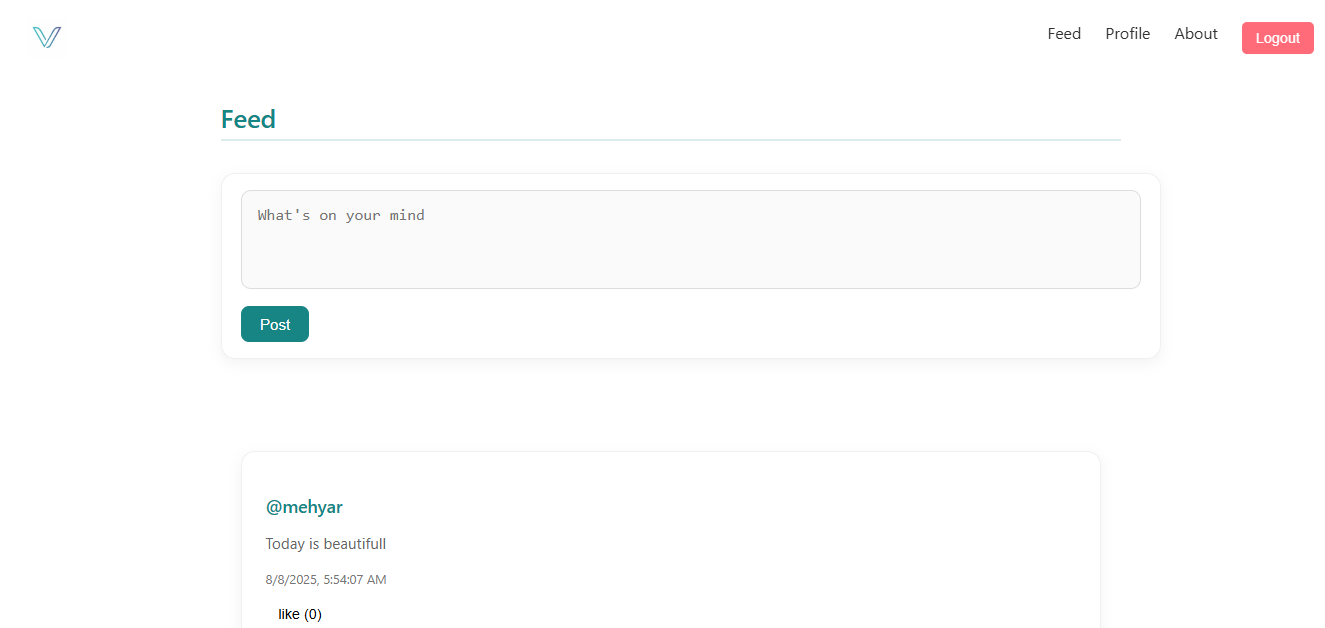 Feed Profile About Logout
Feed
What's on your mind
Post
@mehyar
Today is beautifull
8/8/2025, 5:54:07 AM
like (0)